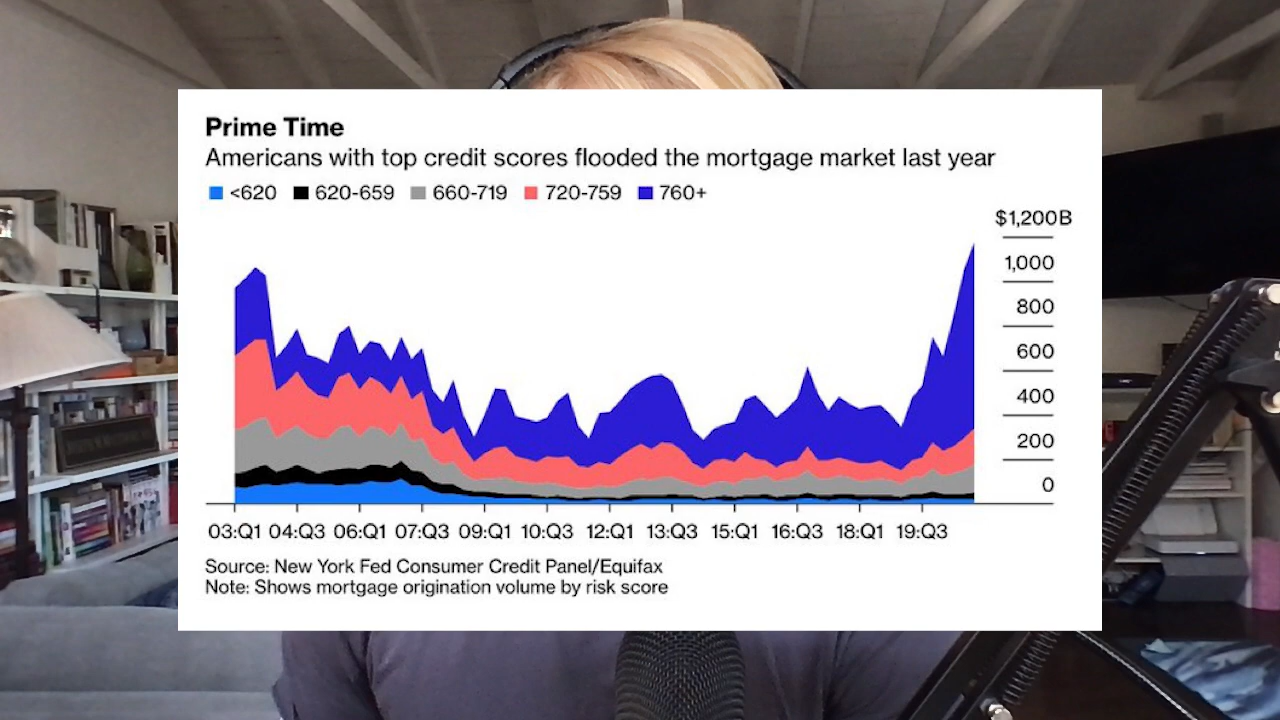 Prime Time
Americans with top credit scores flooded the mortgage market last year
<620 620-659 660-719 720-759 760+
$1,200B
1,000
800
600
400
200
0
03:Q1 04:Q3 06:Q1 07:Q3 09:Q1 10:Q3 12:Q1 13:Q3 15:Q1 16:Q3 18:Q1 19:Q3
Source: New York Fed Consumer Credit Panel/Equifax
Note: Shows mortgage origination volume by risk score